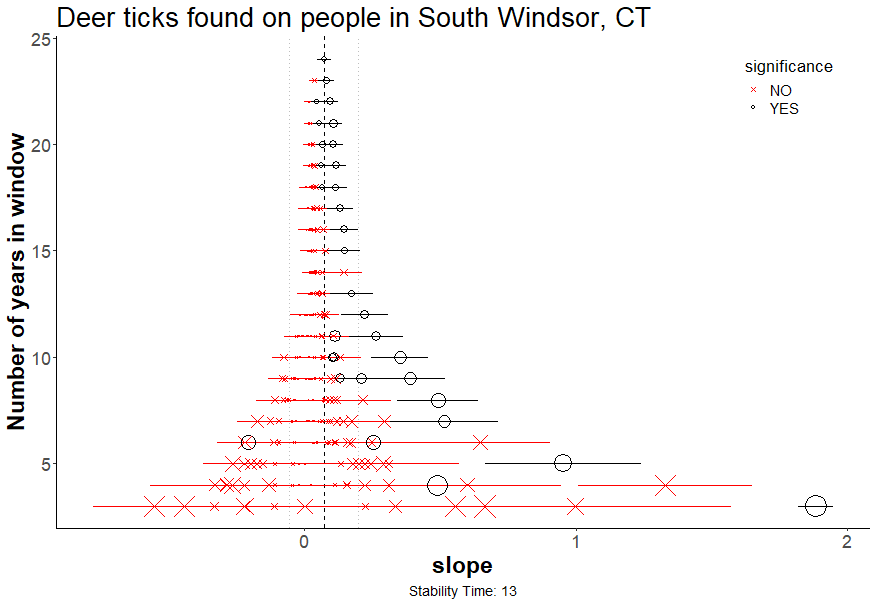 Deer ticks found on people in South Windsor, CT
25
20
15
10
5
Number of years in window
significance
NO
YES
0
1
2
slope
Stability Time: 13